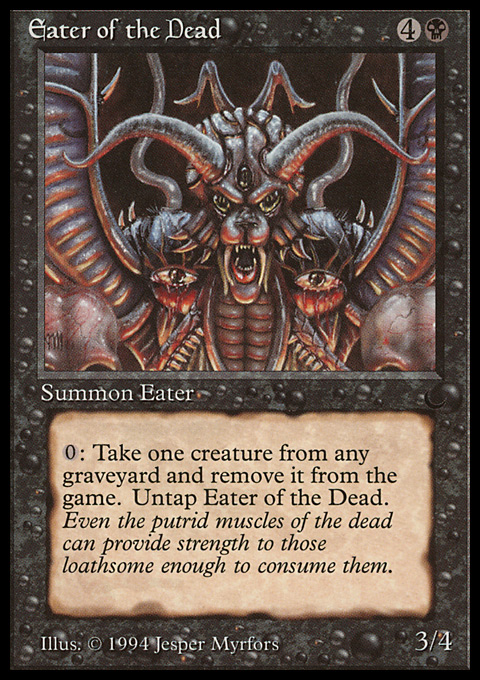 Eater of the Dead
4
Summon Eater
0: Take one creature from any
graveyard and remove it from the
game. Untap Eater of the Dead.
Even the putrid muscles of the dead
can provide strength to those
loathsome enough to consume them.
Illus. © 1994 Jesper Myrfors
3/4